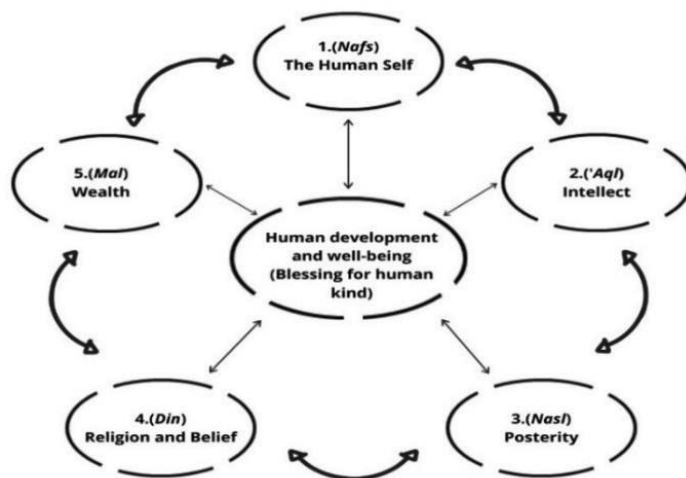 1.(Nafs)
The Human Self
2.('Aql)
Intellect
3.(Nasl)
Posterity
4.(Din)
Religion and Belief
5.(Mal)
Wealth
Human development
and well-being
(Blessing for human
kind)